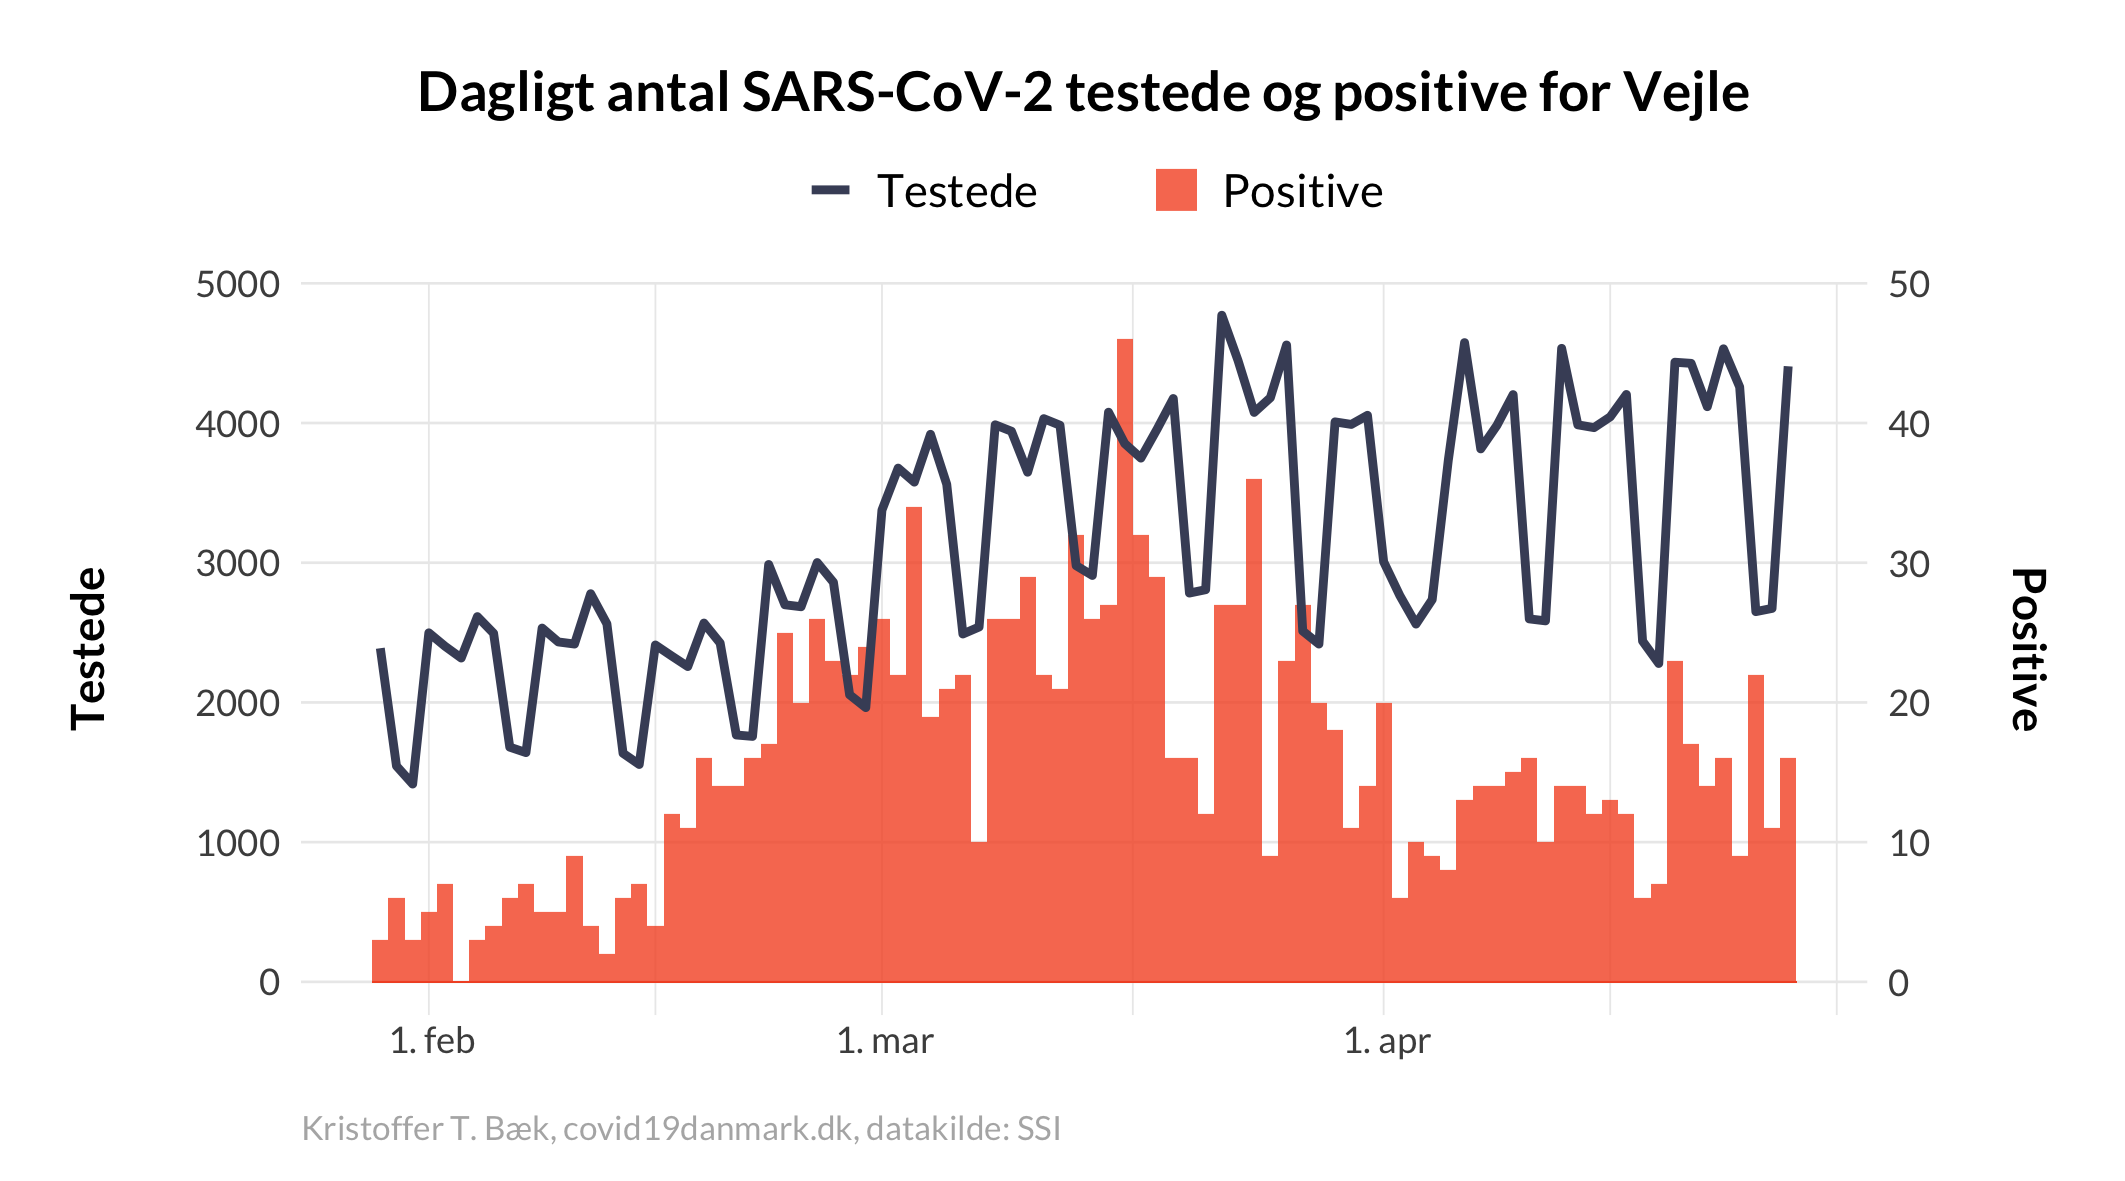 Dagligt antal SARS-CoV-2 testede og positive for Vejle
Testede Positive
5000 50
4000 40
3000 30
2000 20
1000 10
0 0
Testede
Positive
1. feb 1. mar 1. apr
Kristoffer T. Bæk, covid19danmark.dk, datakilde: SSI